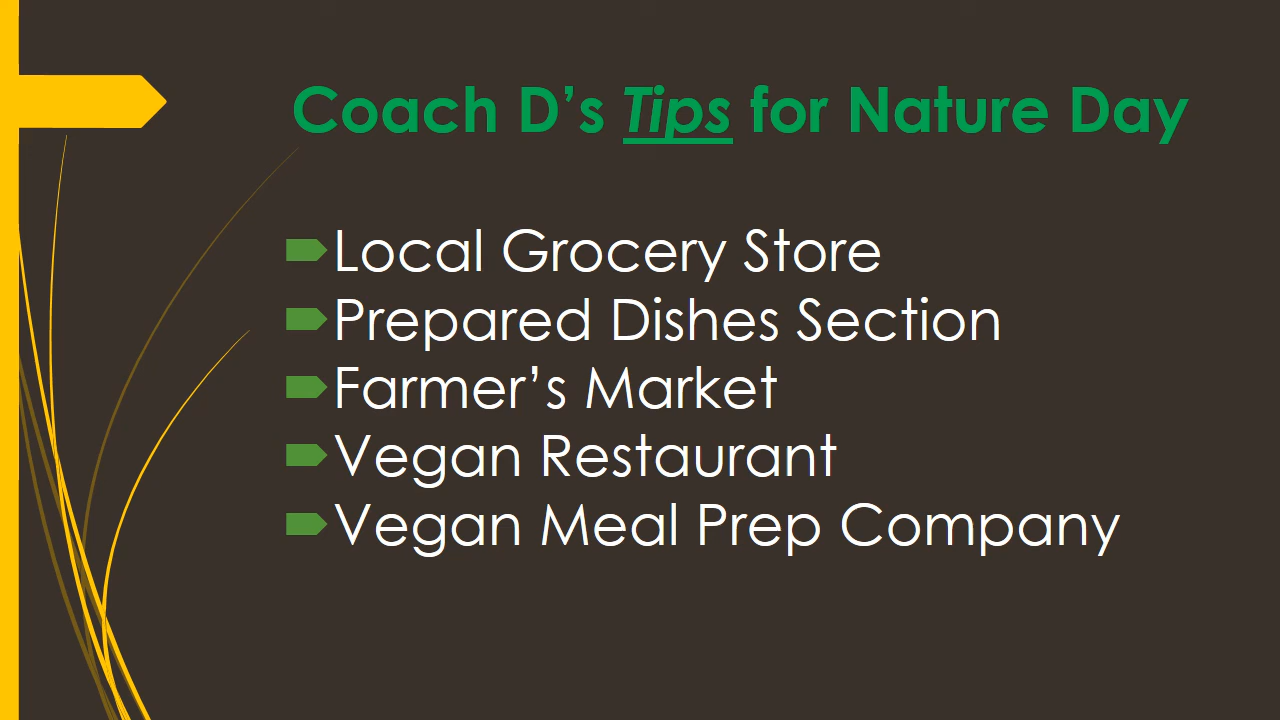 Coach D’s Tips for Nature Day
Local Grocery Store
Prepared Dishes Section
Farmer’s Market
Vegan Restaurant
Vegan Meal Prep Company